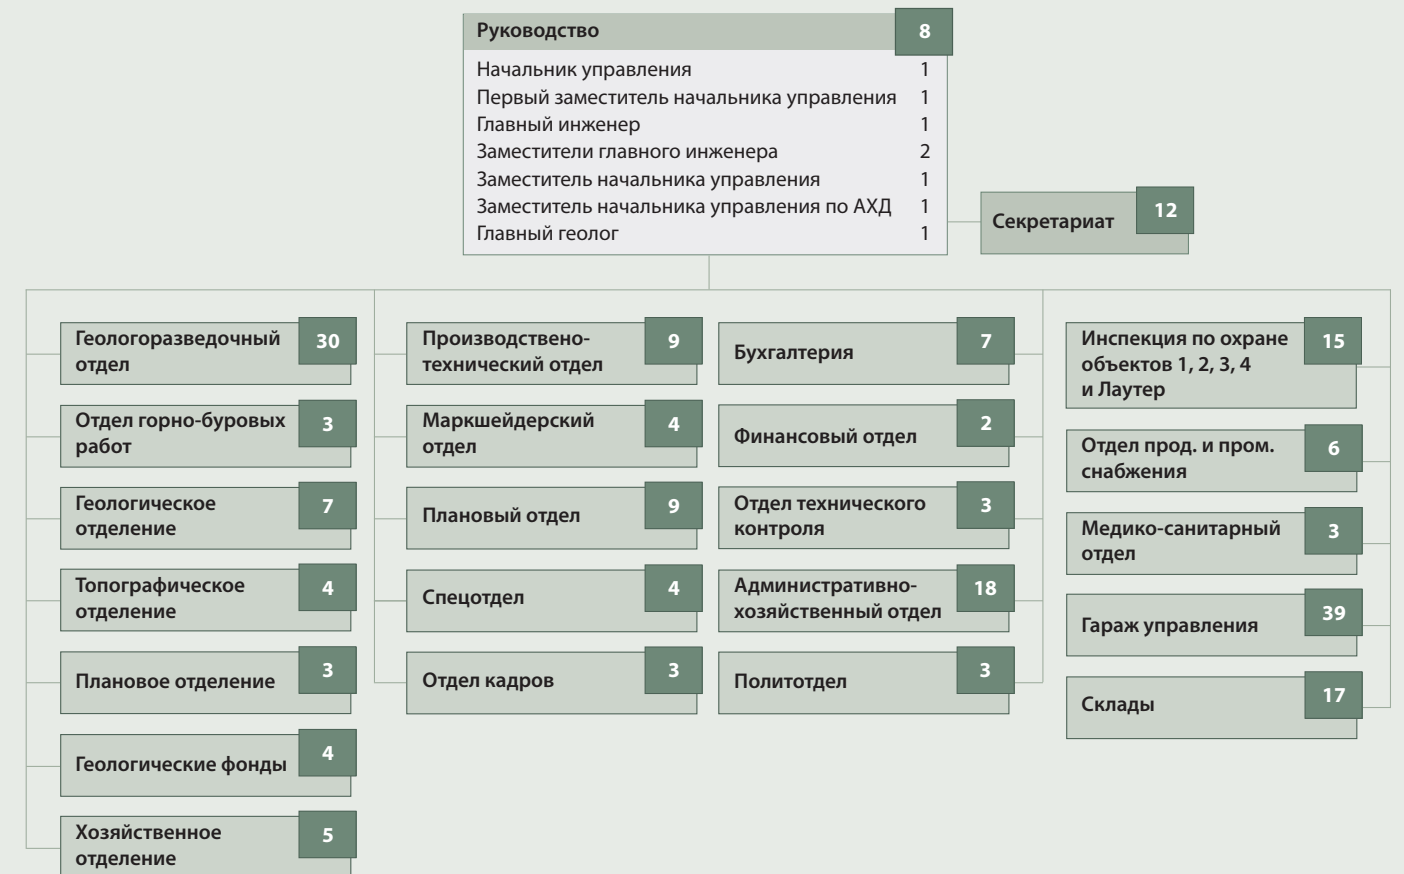 Руководство 8
Начальник управления 1
Первый заместитель начальника управления 1
Главный инженер 1
Заместители главного инженера 2
Заместитель начальника управления 1
Заместитель начальника управления по АХД 1
Главный геолог 1
Секретариат 12
Геологоразведочный 30
отдел
Отдел горно-буровых 3
работ
Геологическое 7
отделение
Топографическое 4
отделение
Плановое отделение 3
Геологические фонды 4
Хозяйственное 5
отделение
Производствено- 9
технический отдел
Маркшейдерский 4
отдел
Плановый отдел 9
Спецотдел 4
Отдел кадров 3
Бухгалтерия 7
Финансовый отдел 2
Отдел технического 3
контроля
Административно- 18
хозяйственный отдел
Политотдел 3
Инспекция по охране 15
объектов 1, 2, 3, 4
и Лаутер
Отдел прод. и пром. 6
снабжения
Медико-санитарный 3
отдел
Гараж управления 39
Склады 17